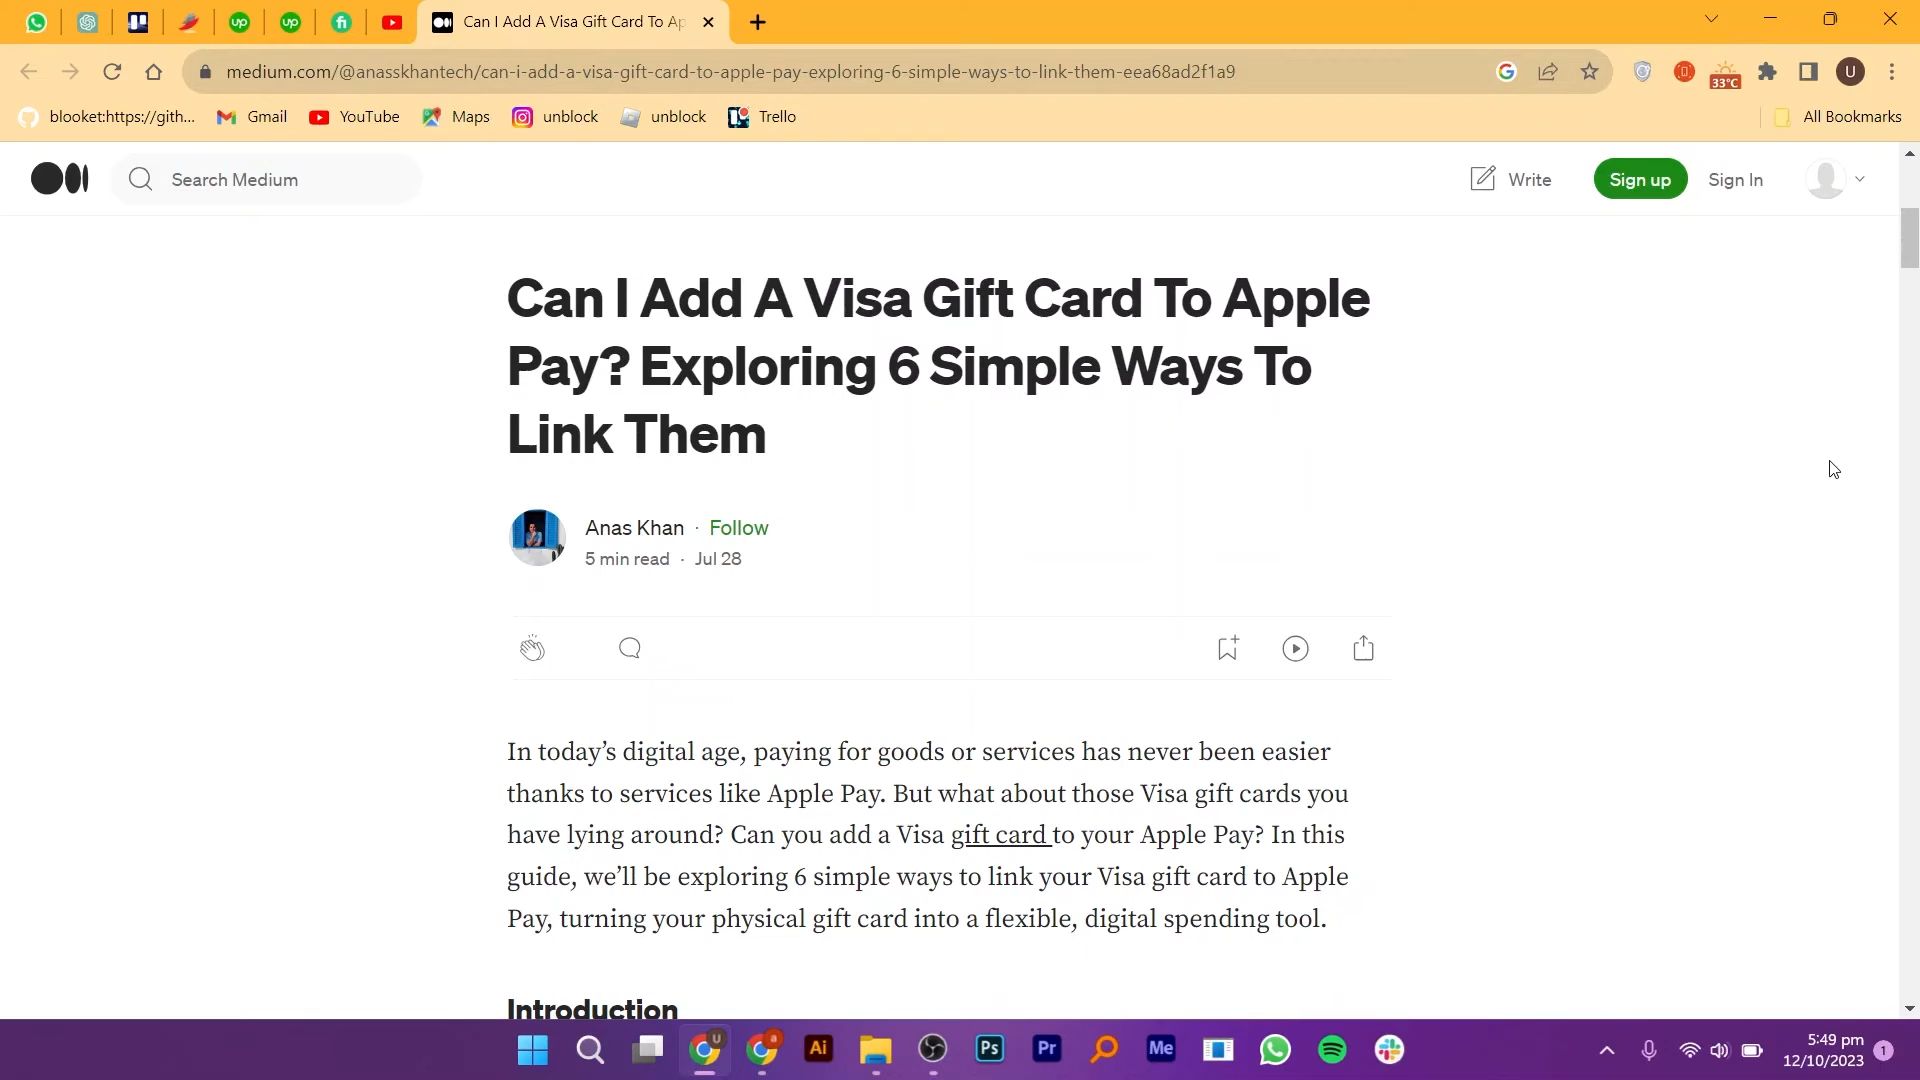 Can I Add A Visa Gift Card To Ap
medium.com/@anasskhantech/can-i-add-a-visa-gift-card-to-apple-pay-exploring-6-simple-ways-to-link-them-eea68ad2f1a9
33°C
U
blooket:https://gith...
Gmail
YouTube
Maps
unblock
unblock
Trello
All Bookmarks
Search Medium
Write
Sign up
Sign In
Can I Add A Visa Gift Card To Apple
Pay? Exploring 6 Simple Ways To
Link Them
Anas Khan · Follow
5 min read · Jul 28
In today’s digital age, paying for goods or services has never been easier
thanks to services like Apple Pay. But what about those Visa gift cards you
have lying around? Can you add a Visa gift card to your Apple Pay? In this
guide, we’ll be exploring 6 simple ways to link your Visa gift card to Apple
Pay, turning your physical gift card into a flexible, digital spending tool.
Introduction
U
a
Ai
Ps
Pr
Me
5:49 pm
12/10/2023
1